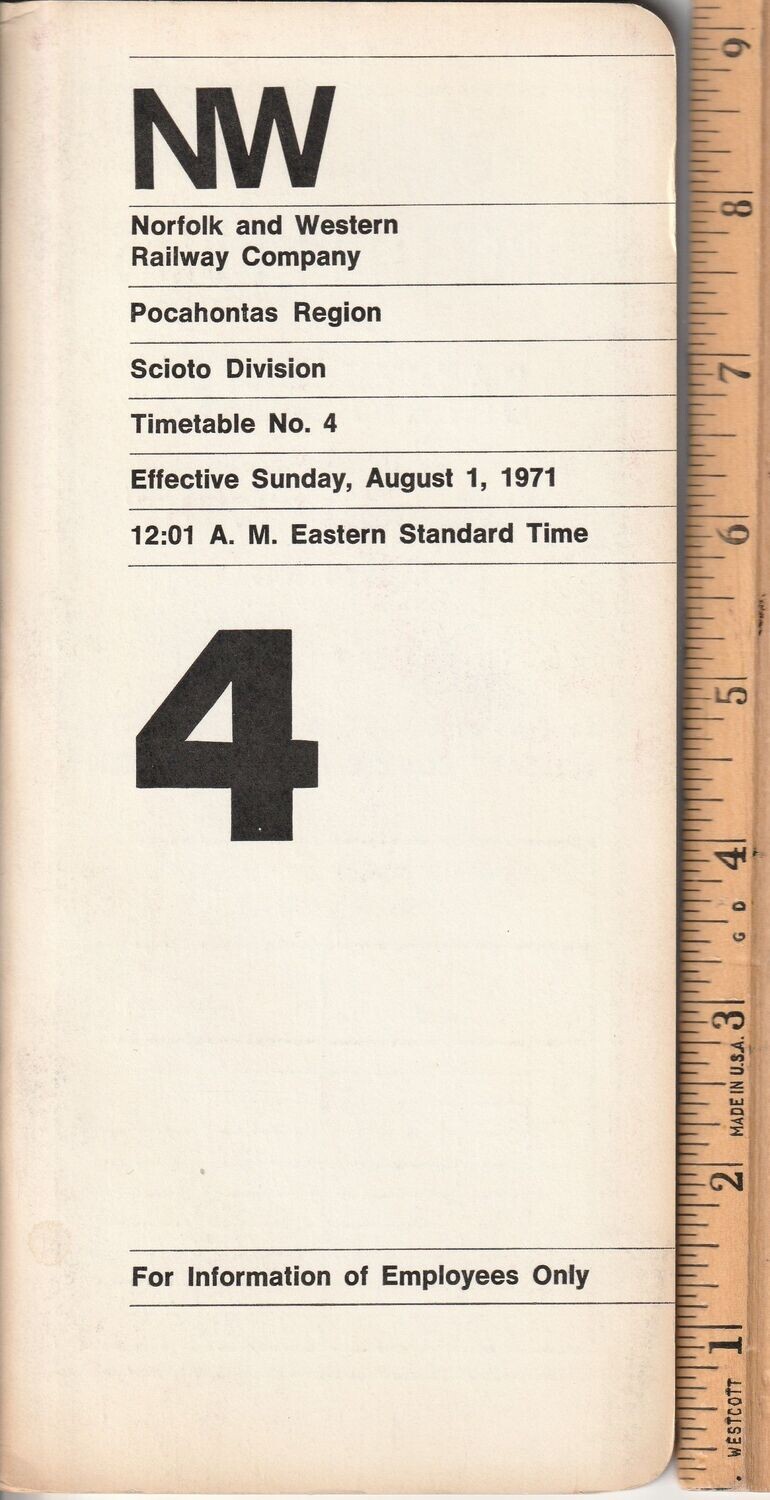 NW
Norfolk and Western
Railway Company
Pocahontas Region
Scioto Division
Timetable No. 4
Effective Sunday, August 1, 1971
12:01 A. M. Eastern Standard Time
4
For Information of Employees Only
9
8
7
6
5
4
G D
3
MADE IN U.S.A.
2
1
WESTCOTT